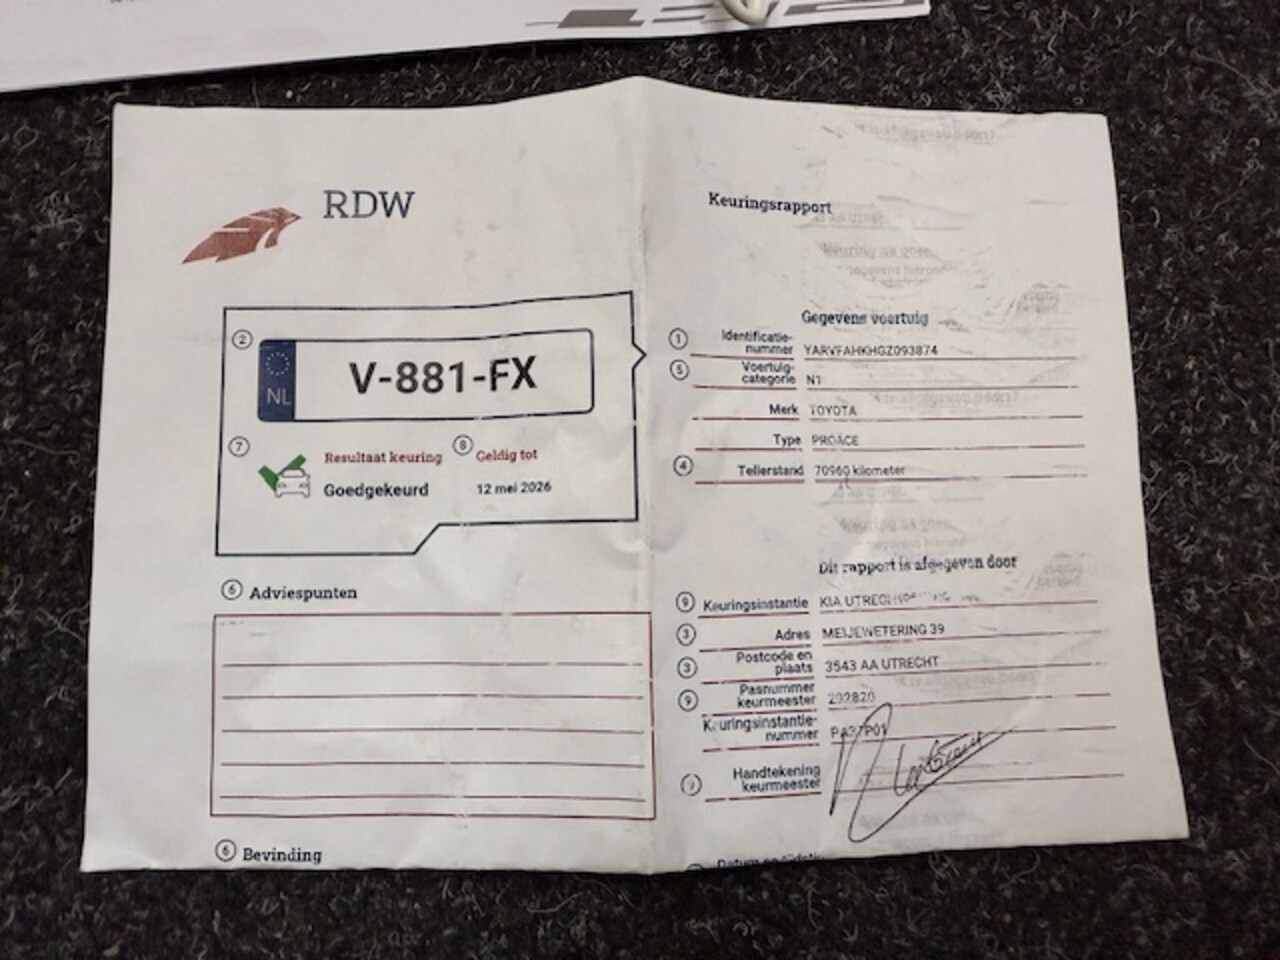 RDW
2
NL
V-881-FX
7
Resultaat keuring
Goedgekeurd
8
Geldig tot
12 mei 2026
6 Adviespunten
6 Bevinding
Keuringsrapport
Gegevens voertuig
1 Identificatie-
nummer YARVFAHKHGZ093874
5 Voertuig-
categorie N1
Merk TOYOTA
Type PROACE
4 Tellerstand 70960 kilometer
Dit rapport is afgegeven door
9 Keuringsinstantie KIA UTRECH
3 Adres MEIJEWETERING 39
3 Postcode en
plaats 3543 AA UTRECHT
9 Pasnummer
keurmeester 292820
Keuringsinstantie-
nummer
Handtekening
keurmeester